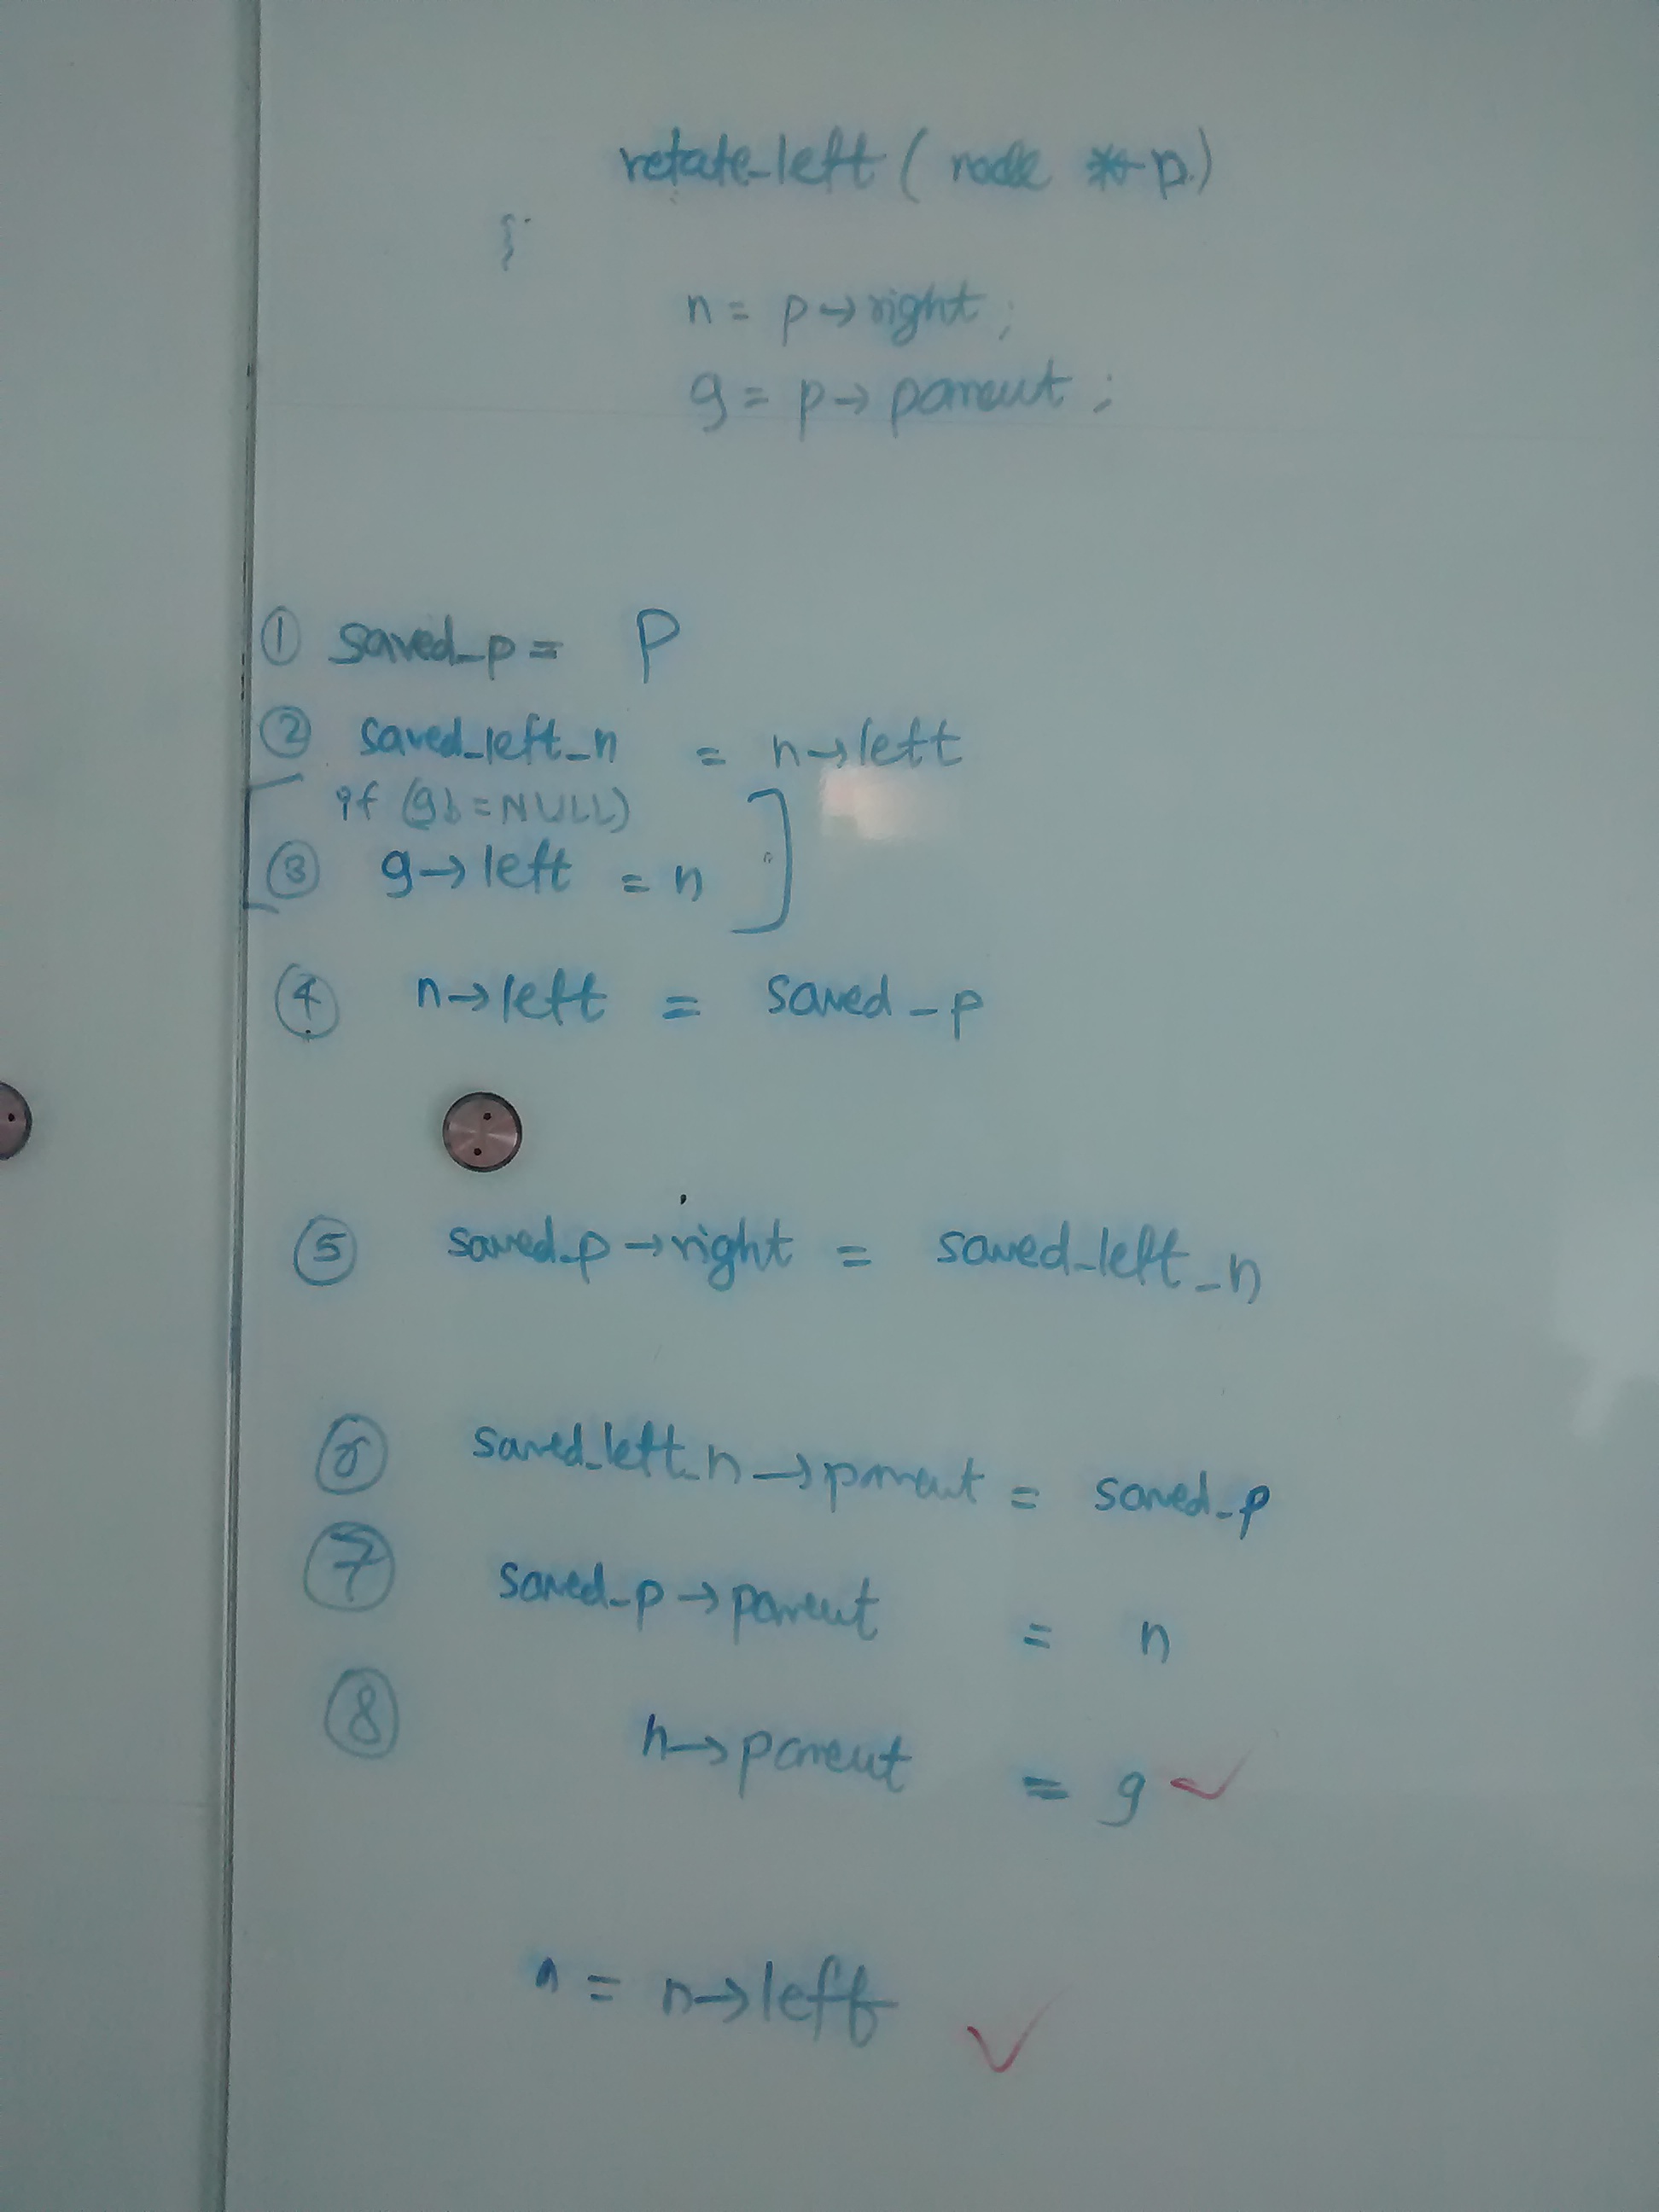 rotate_left ( node * p )
{
n = p→right ;
g = p→parent ;
① saved_p = P
② saved_left_n = n→left
if (g != NULL)
③ g→left = n
④ n→left = saved_p
⑤ saved_p→right = saved_left_n
⑥ saved_left_n→parent = saved_p
⑦ saved_p→parent = n
⑧ n→parent = g ✓
n = n→left ✓